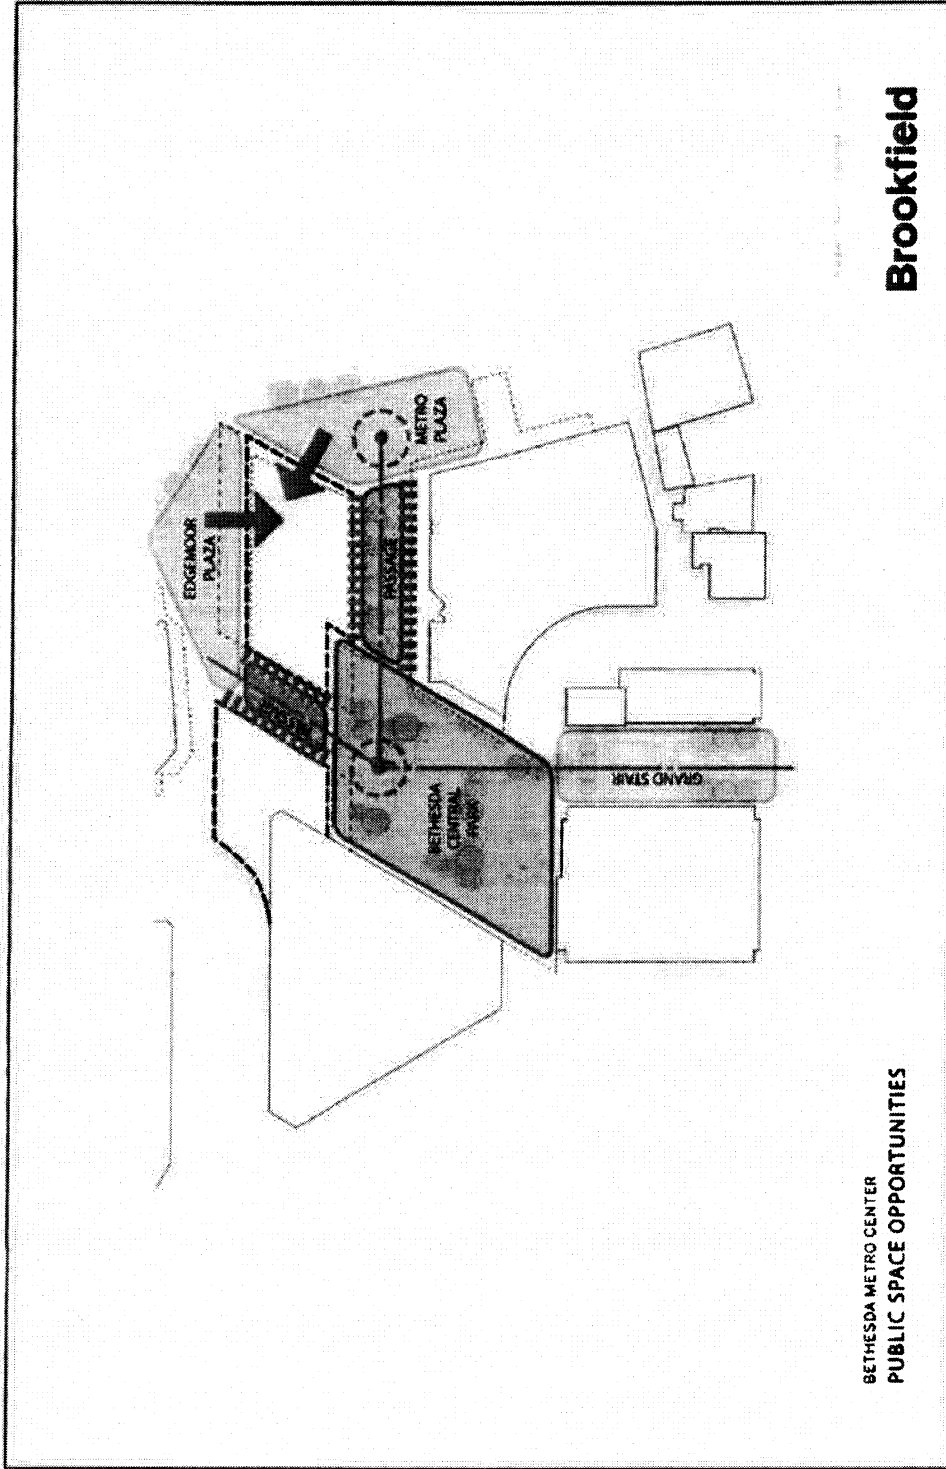 EDGEMOOR
PLAZA
METRO
PLAZA
PASSAGE
BETHESDA
CENTRAL
PARK
GRAND STAIR
BETHESDA METRO CENTER
PUBLIC SPACE OPPORTUNITIES
Brookfield